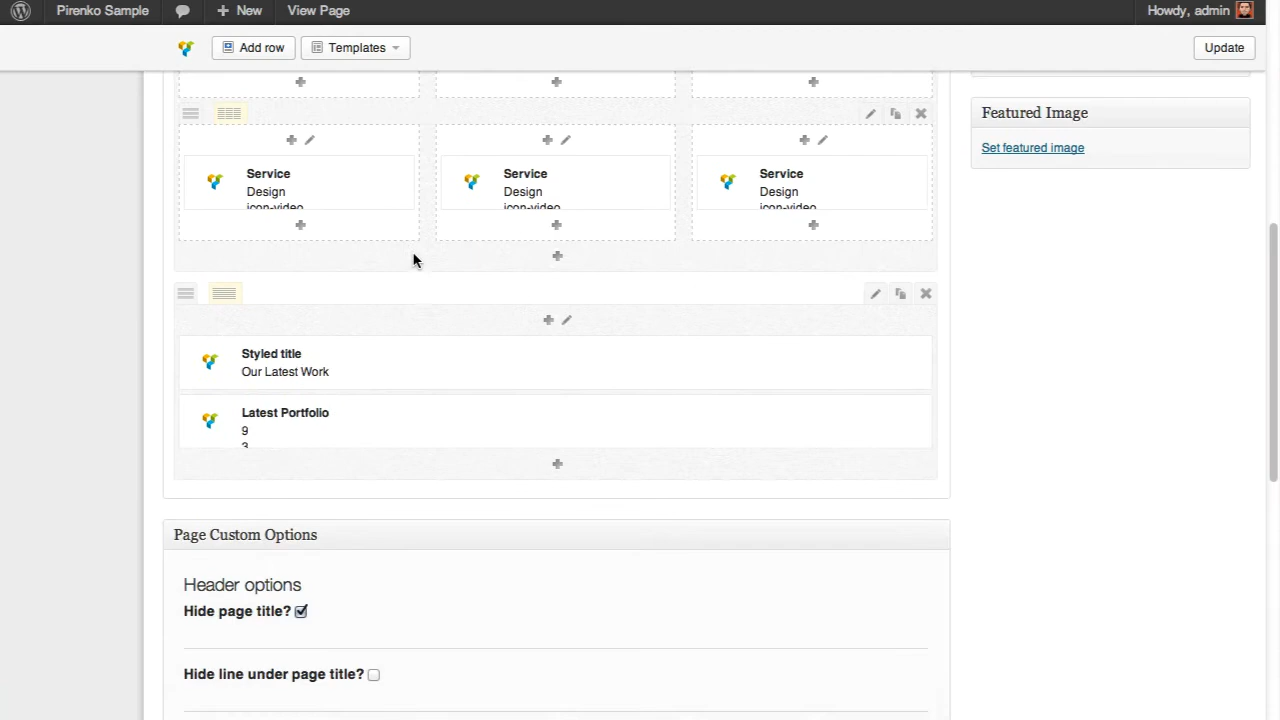 Pirenko Sample
New
View Page
Howdy, admin
Add row
Templates
Update
Featured Image
Set featured image
Service
Design
icon-video
Service
Design
icon-video
Service
Design
icon-video
Styled title
Our Latest Work
Latest Portfolio
9
3
Page Custom Options
Header options
Hide page title?
Hide line under page title?